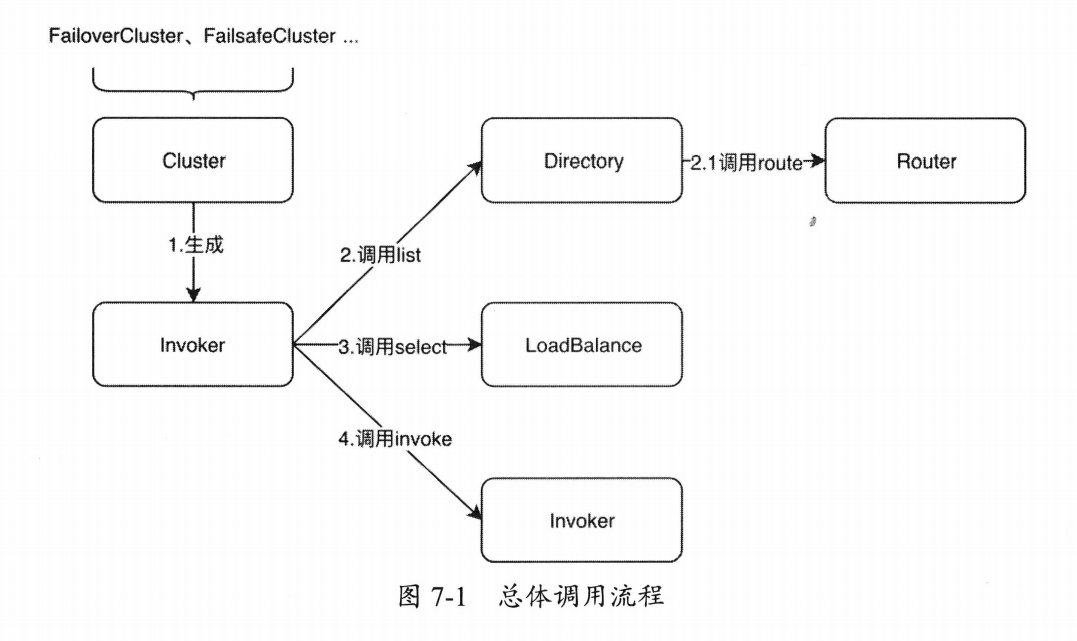 FailoverCluster、FailsafeCluster ...
Cluster
Directory
2.1调用route
Router
1.生成
2.调用list
Invoker
3.调用select
LoadBalance
4.调用invoke
Invoker
图 7-1 总体调用流程